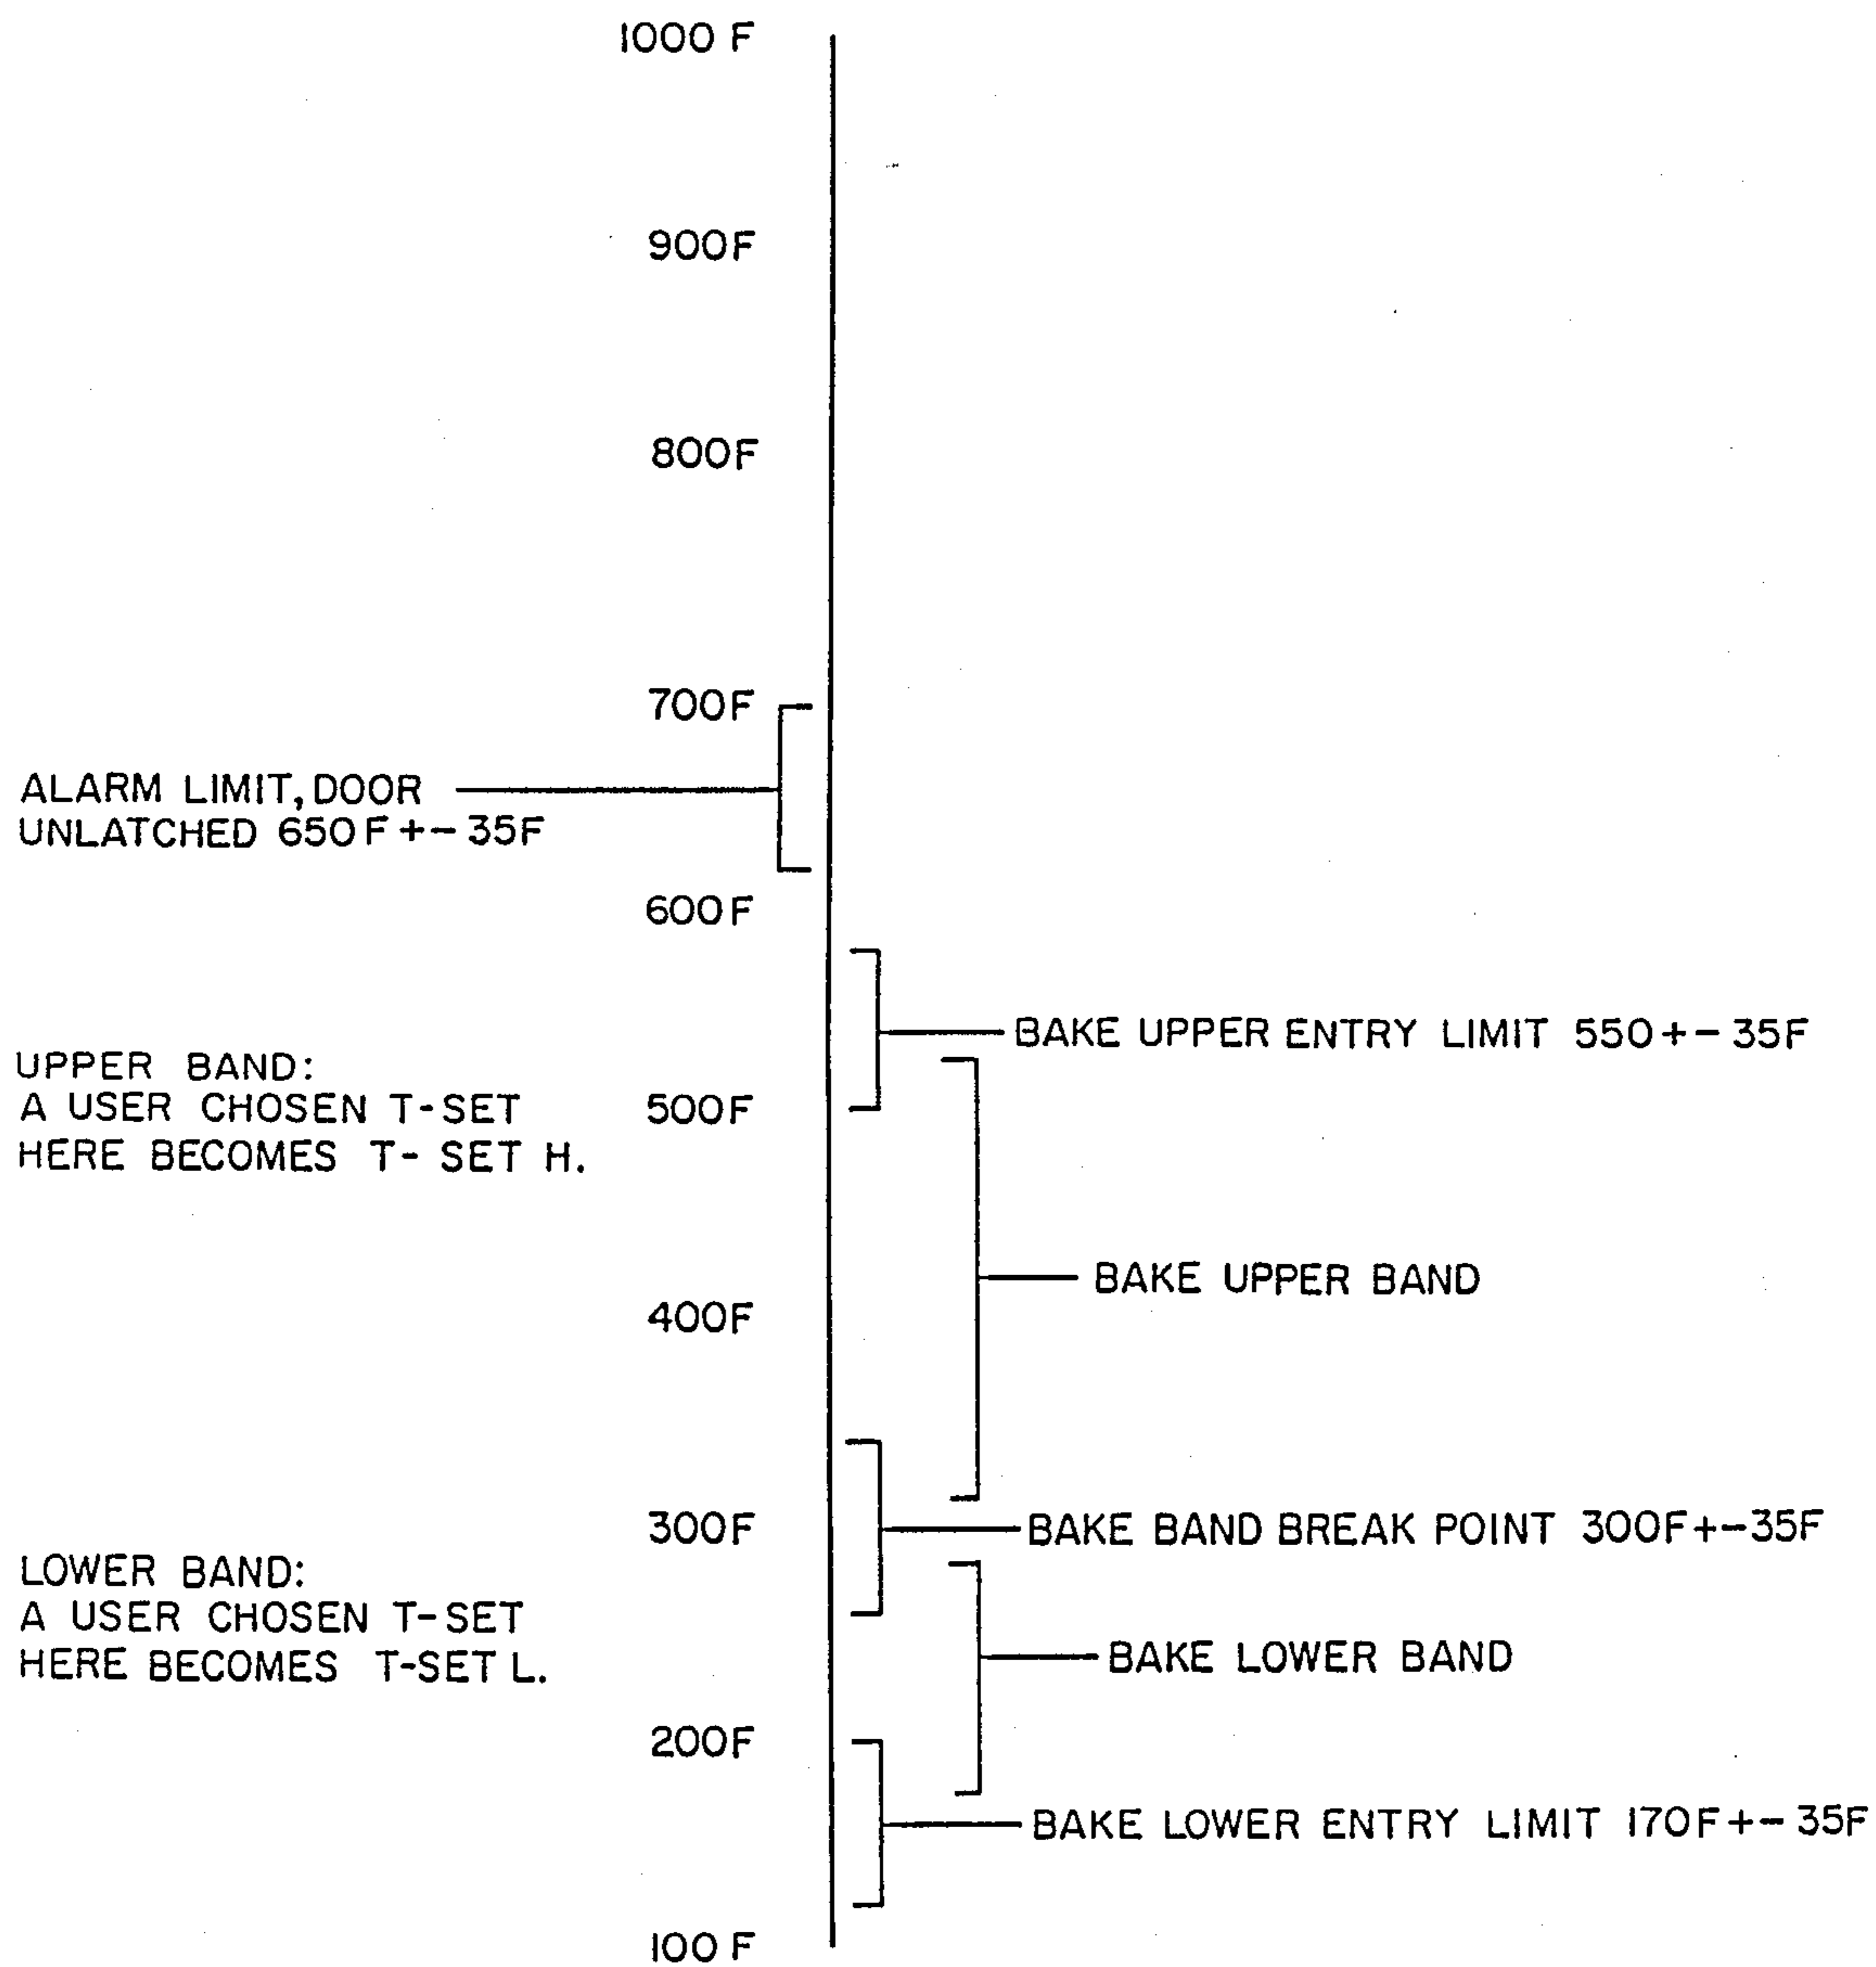 1000 F
900F
800F
700F
ALARM LIMIT, DOOR
UNLATCHED 650F +- 35F
600F
BAKE UPPER ENTRY LIMIT 550 +- 35F
UPPER BAND:
A USER CHOSEN T-SET
HERE BECOMES T- SET H.
500F
BAKE UPPER BAND
400F
300F
BAKE BAND BREAK POINT 300F +- 35F
LOWER BAND:
A USER CHOSEN T-SET
HERE BECOMES T-SET L.
BAKE LOWER BAND
200F
BAKE LOWER ENTRY LIMIT 170F +- 35F
100 F